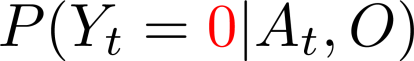 P(Y_t = 0|A_t, O)